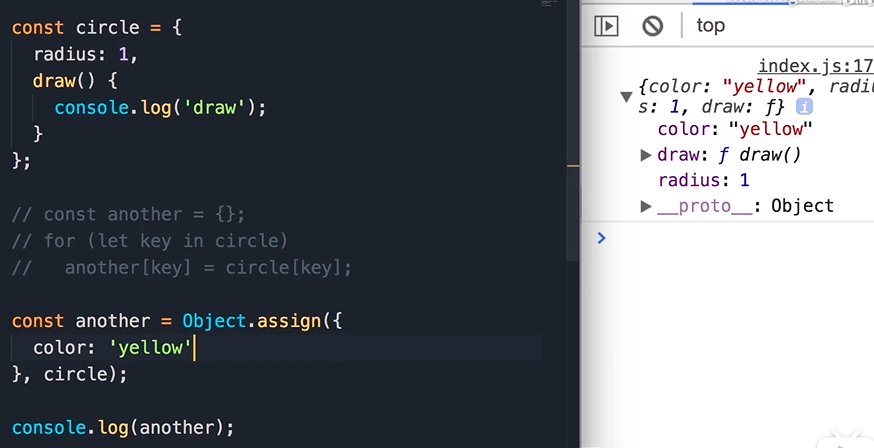 const circle = {
  radius: 1,
  draw() {
    console.log('draw');
  }
};
// const another = {};
// for (let key in circle)
//   another[key] = circle[key];
const another = Object.assign({
  color: 'yellow'
}, circle);
console.log(another);
top
index.js:17
{color: "yellow", radiu
s: 1, draw: ƒ} i
color: "yellow"
draw: ƒ draw()
radius: 1
__proto__: Object